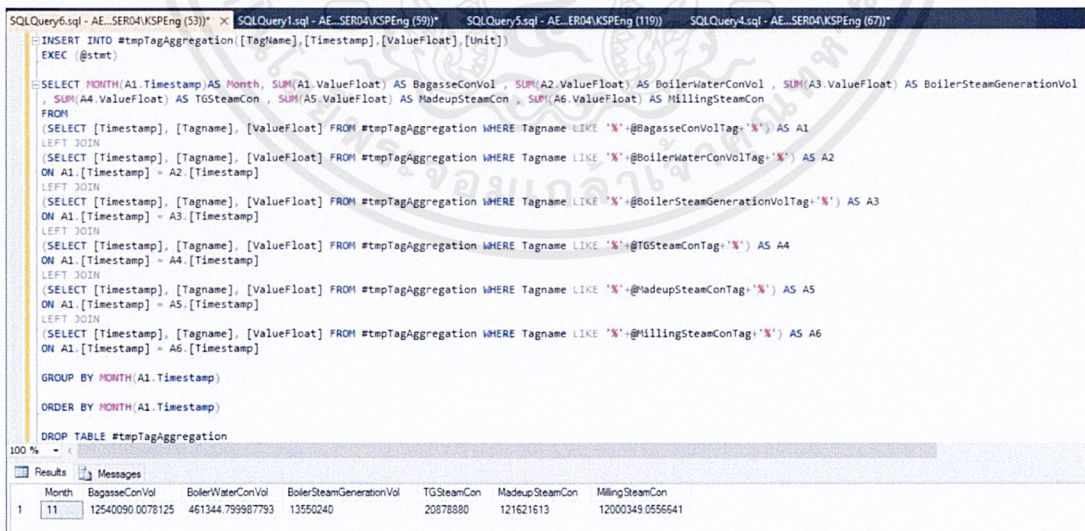 SQLQuery6.sql - AE...SER04\KSPEng (53))* × SQLQuery1.sql - AE...SER04\KSPEng (59))* SQLQuery5.sql - AE...ER04\KSPEng (119)) SQLQuery4.sql - AE...SER04\KSPEng (67))*
INSERT INTO #tmpTagAggregation([TagName],[Timestamp],[ValueFloat],[Unit])
EXEC (@stmt)
SELECT MONTH(A1.Timestamp)AS Month, SUM(A1.ValueFloat) AS BagasseConVol , SUM(A2.ValueFloat) AS BoilerWaterConVol , SUM(A3.ValueFloat) AS BoilerSteamGenerationVol
, SUM(A4.ValueFloat) AS TGSteamCon , SUM(A5.ValueFloat) AS MadeupSteamCon , SUM(A6.ValueFloat) AS MillingSteamCon
FROM
(SELECT [Timestamp], [Tagname], [ValueFloat] FROM #tmpTagAggregation WHERE Tagname LIKE '%'+@BagasseConVolTag+'%') AS A1
LEFT JOIN
(SELECT [Timestamp], [Tagname], [ValueFloat] FROM #tmpTagAggregation WHERE Tagname LIKE '%'+@BoilerWaterConVolTag+'%') AS A2
ON A1.[Timestamp] = A2.[Timestamp]
LEFT JOIN
(SELECT [Timestamp], [Tagname], [ValueFloat] FROM #tmpTagAggregation WHERE Tagname LIKE '%'+@BoilerSteamGenerationVolTag+'%') AS A3
ON A1.[Timestamp] = A3.[Timestamp]
LEFT JOIN
(SELECT [Timestamp], [Tagname], [ValueFloat] FROM #tmpTagAggregation WHERE Tagname LIKE '%'+@TGSteamConTag+'%') AS A4
ON A1.[Timestamp] = A4.[Timestamp]
LEFT JOIN
(SELECT [Timestamp], [Tagname], [ValueFloat] FROM #tmpTagAggregation WHERE Tagname LIKE '%'+@MadeupSteamConTag+'%') AS A5
ON A1.[Timestamp] = A5.[Timestamp]
LEFT JOIN
(SELECT [Timestamp], [Tagname], [ValueFloat] FROM #tmpTagAggregation WHERE Tagname LIKE '%'+@MillingSteamConTag+'%') AS A6
ON A1.[Timestamp] = A6.[Timestamp]
GROUP BY MONTH(A1.Timestamp)
ORDER BY MONTH(A1.Timestamp)
DROP TABLE #tmpTagAggregation
100 %
Results Messages
Month BagasseConVol BoilerWaterConVol BoilerSteamGenerationVol TGSteamCon MadeupSteamCon MillingSteamCon
1 11 12540090.0078125 461344.799987793 13550240 20878880 121621613 12000349.0556641